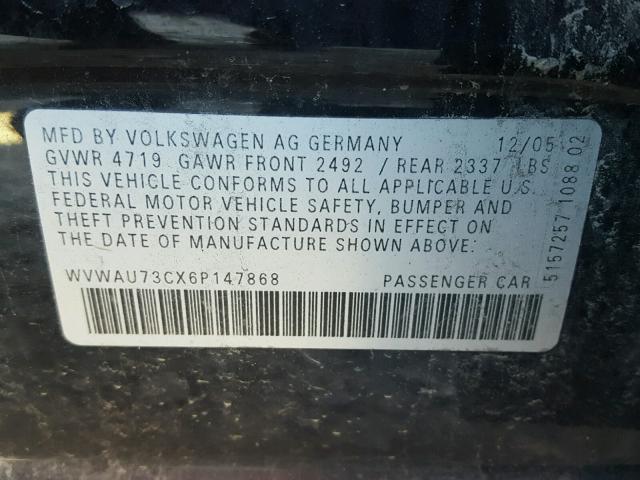 MFD BY VOLKSWAGEN AG GERMANY 12/05
GVWR 4719 GAWR FRONT 2492 / REAR 2337 LBS
THIS VEHICLE CONFORMS TO ALL APPLICABLE U.S.
FEDERAL MOTOR VEHICLE SAFETY, BUMPER AND
THEFT PREVENTION STANDARDS IN EFFECT ON
THE DATE OF MANUFACTURE SHOWN ABOVE:
WVWAU73CX6P147868 PASSENGER CAR
5157257 1088 02